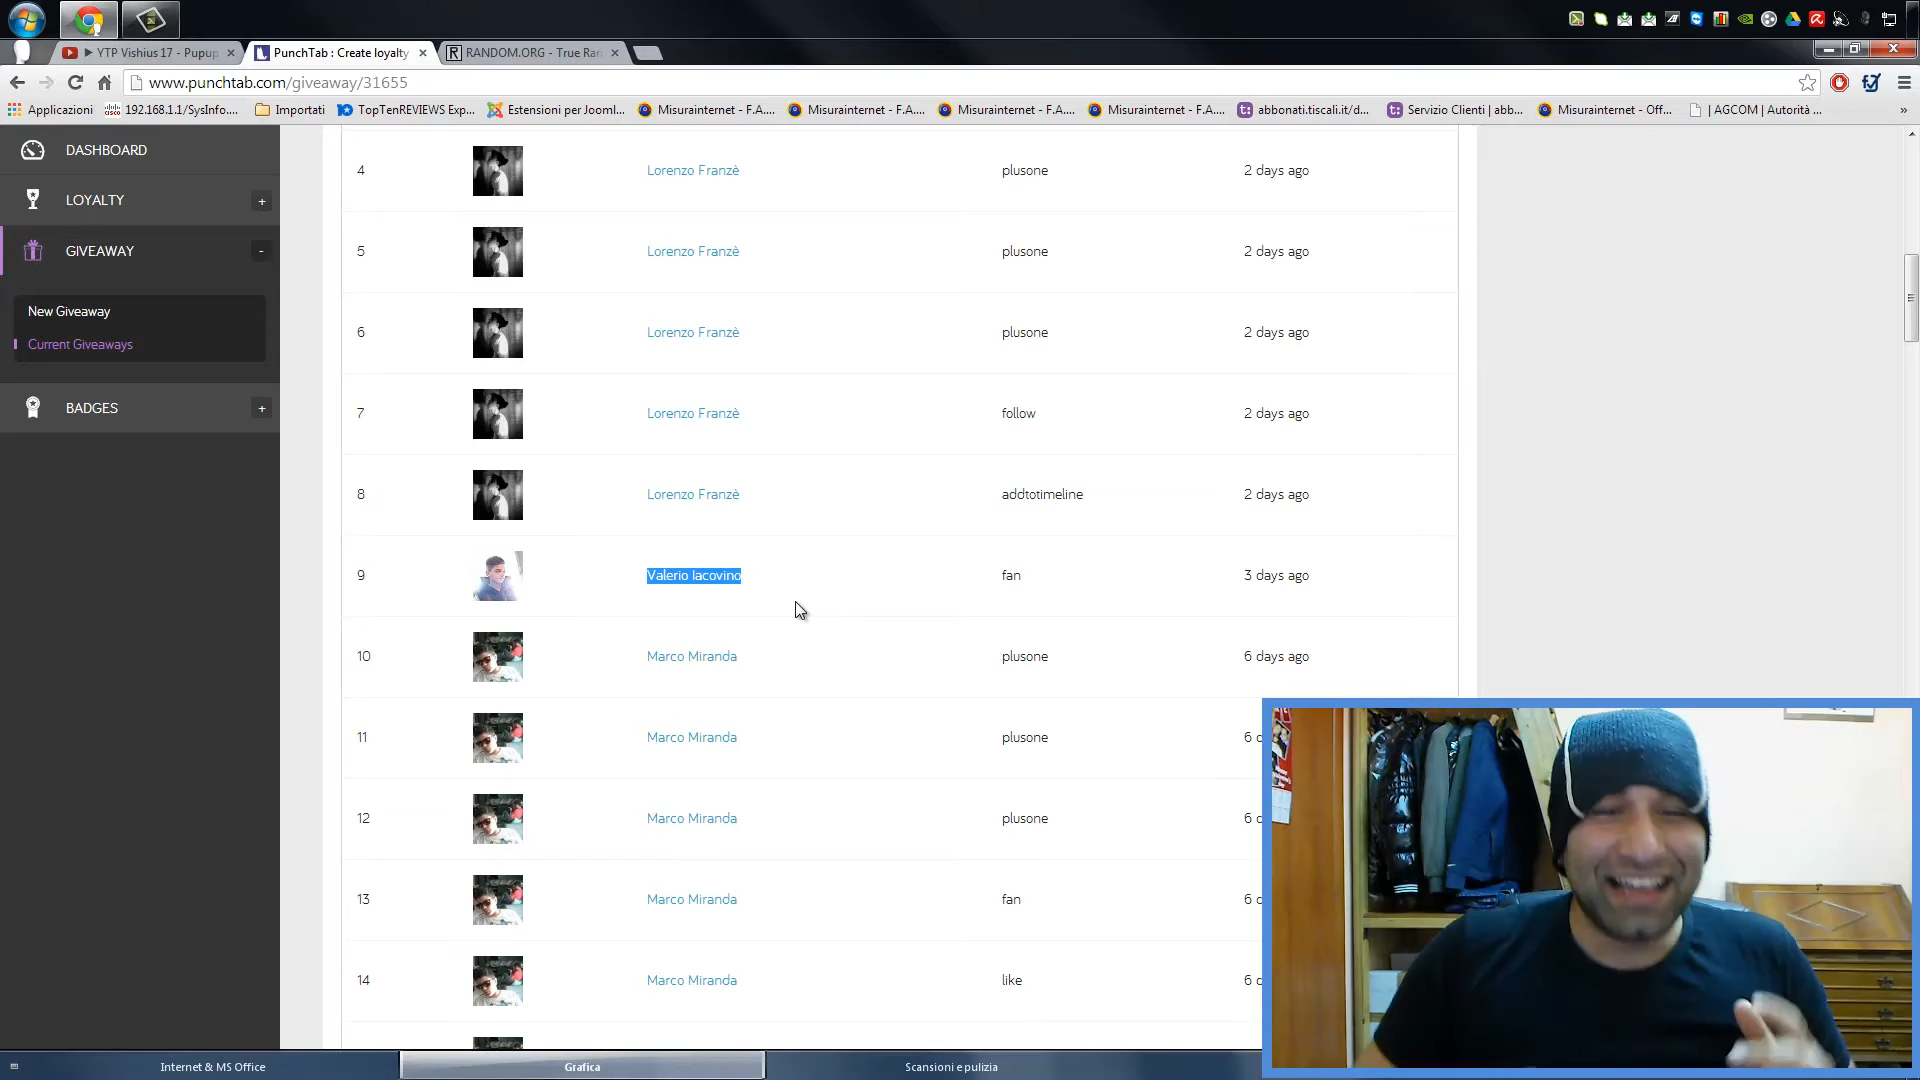 YTP Vishius 17 - Pupup
PunchTab : Create loyalty
RANDOM.ORG - True Ran
www.punchtab.com/giveaway/31655
Applicazioni
192.168.1.1/SysInfo....
Importati
TopTenREVIEWS Exp...
Estensioni per Jooml...
Misurainternet - F.A....
Misurainternet - F.A....
Misurainternet - F.A....
Misurainternet - F.A....
abbonati.tiscali.it/d...
Servizio Clienti | abb...
Misurainternet - Off...
| AGCOM | Autorità ...
DASHBOARD
LOYALTY +
GIVEAWAY -
New Giveaway
Current Giveaways
BADGES +
4 Lorenzo Franzè plusone 2 days ago
5 Lorenzo Franzè plusone 2 days ago
6 Lorenzo Franzè plusone 2 days ago
7 Lorenzo Franzè follow 2 days ago
8 Lorenzo Franzè addtotimeline 2 days ago
9 Valerio Iacovino fan 3 days ago
10 Marco Miranda plusone 6 days ago
11 Marco Miranda plusone 6 d
12 Marco Miranda plusone 6 d
13 Marco Miranda fan 6 d
14 Marco Miranda like 6 d
Internet & MS Office
Grafica
Scansioni e pulizia